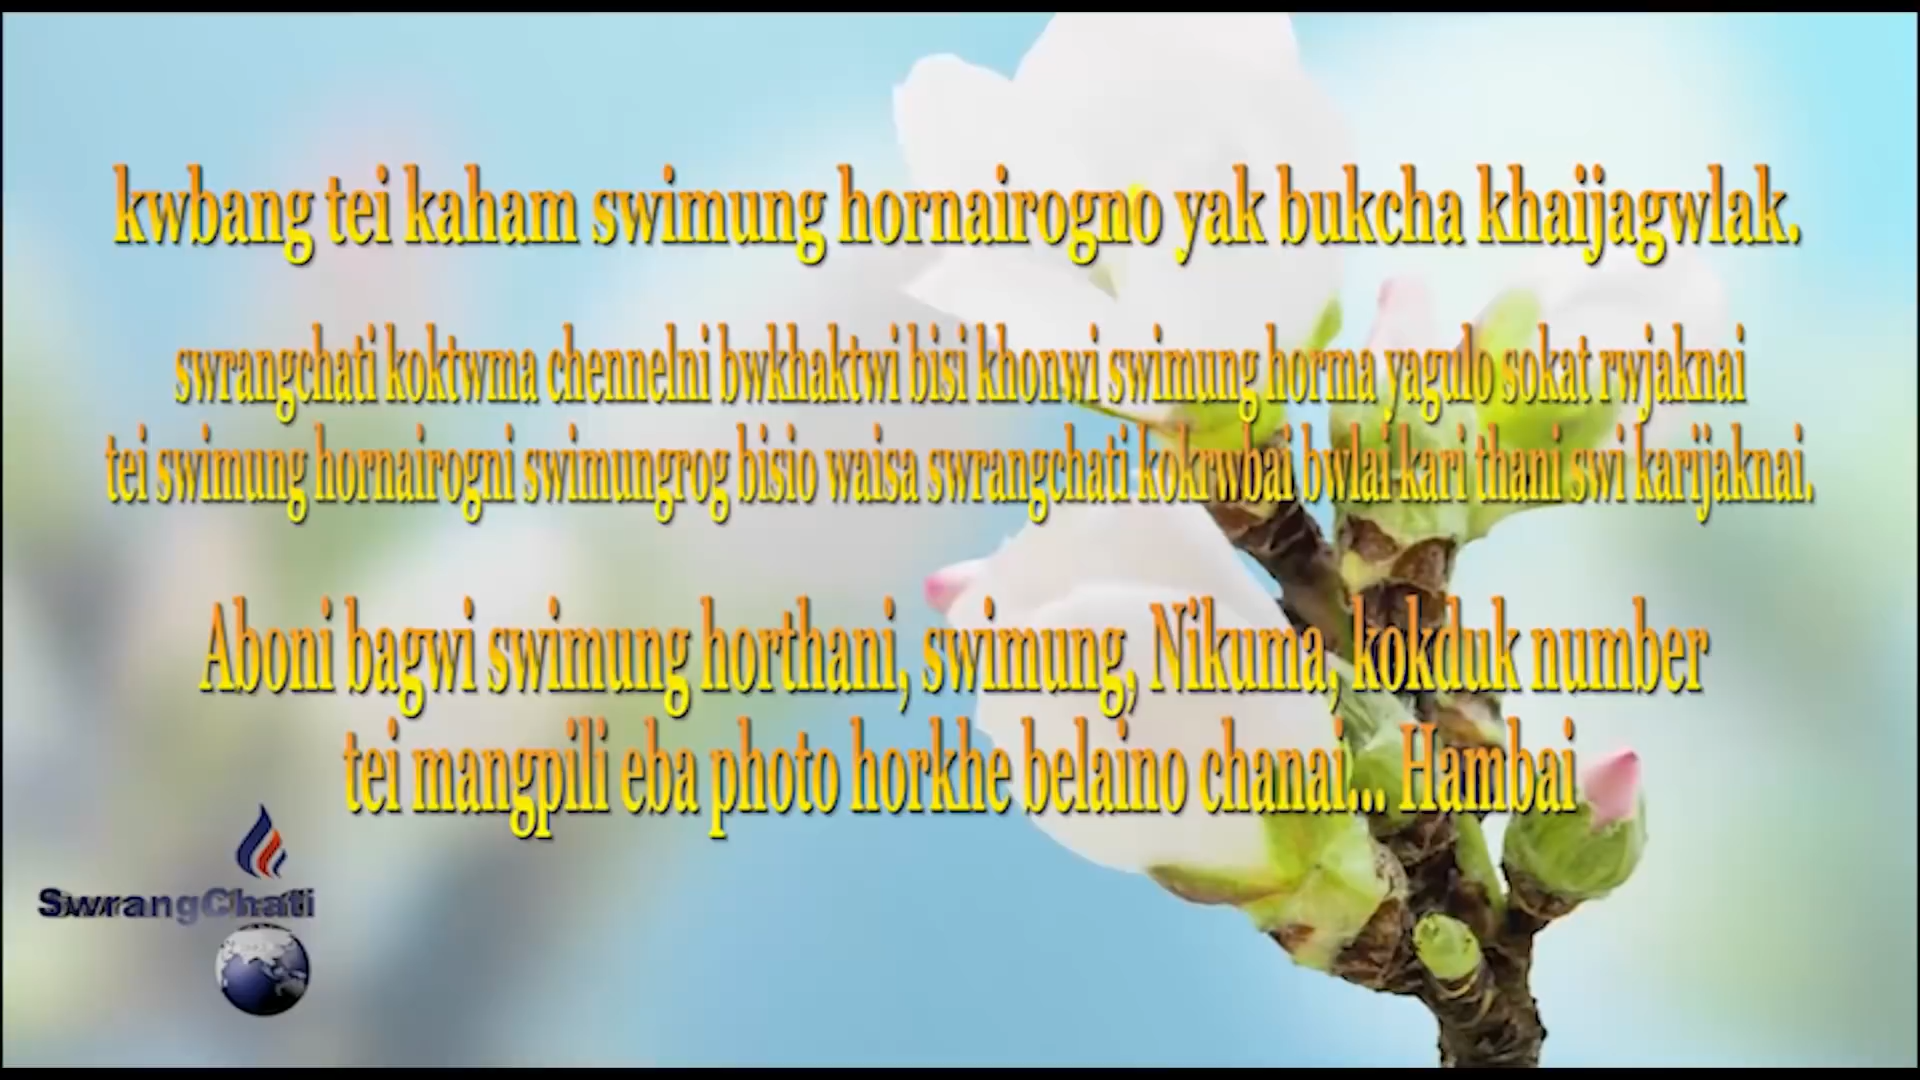 kwbang tei kaham swimung hornairogno yak bukcha khaijagwlak.
swrangchati koktwma chennelni bwkhaktwi bisi khonwi swimung horma yagulo sokat rwjaknai
tei swimung hornairogni swimungrog bisio waisa swrangchati kokrwbai bwlai kari thani swi karijaknai.
Aboni bagwi swimung horthani, swimung, Nikuma, kokduk number
tei mangpili eba photo horkhe belaino chanai... Hambai
SwrangChati